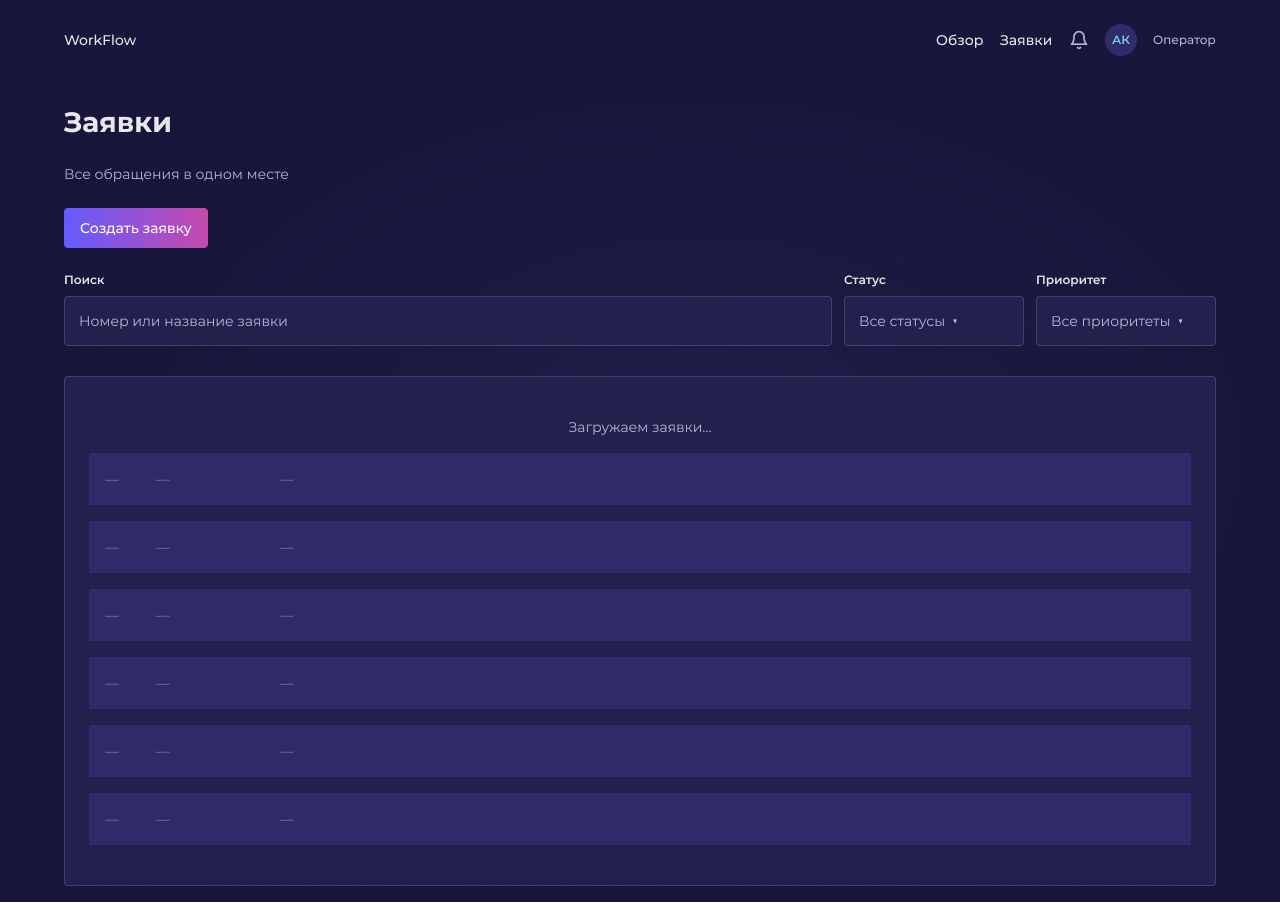 WorkFlow Обзор Заявки АК Оператор
Заявки
Все обращения в одном месте
Создать заявку
Поиск Статус Приоритет
Номер или название заявки Все статусы ▾ Все приоритеты ▾
Загружаем заявки…
— — —
— — —
— — —
— — —
— — —
— — —